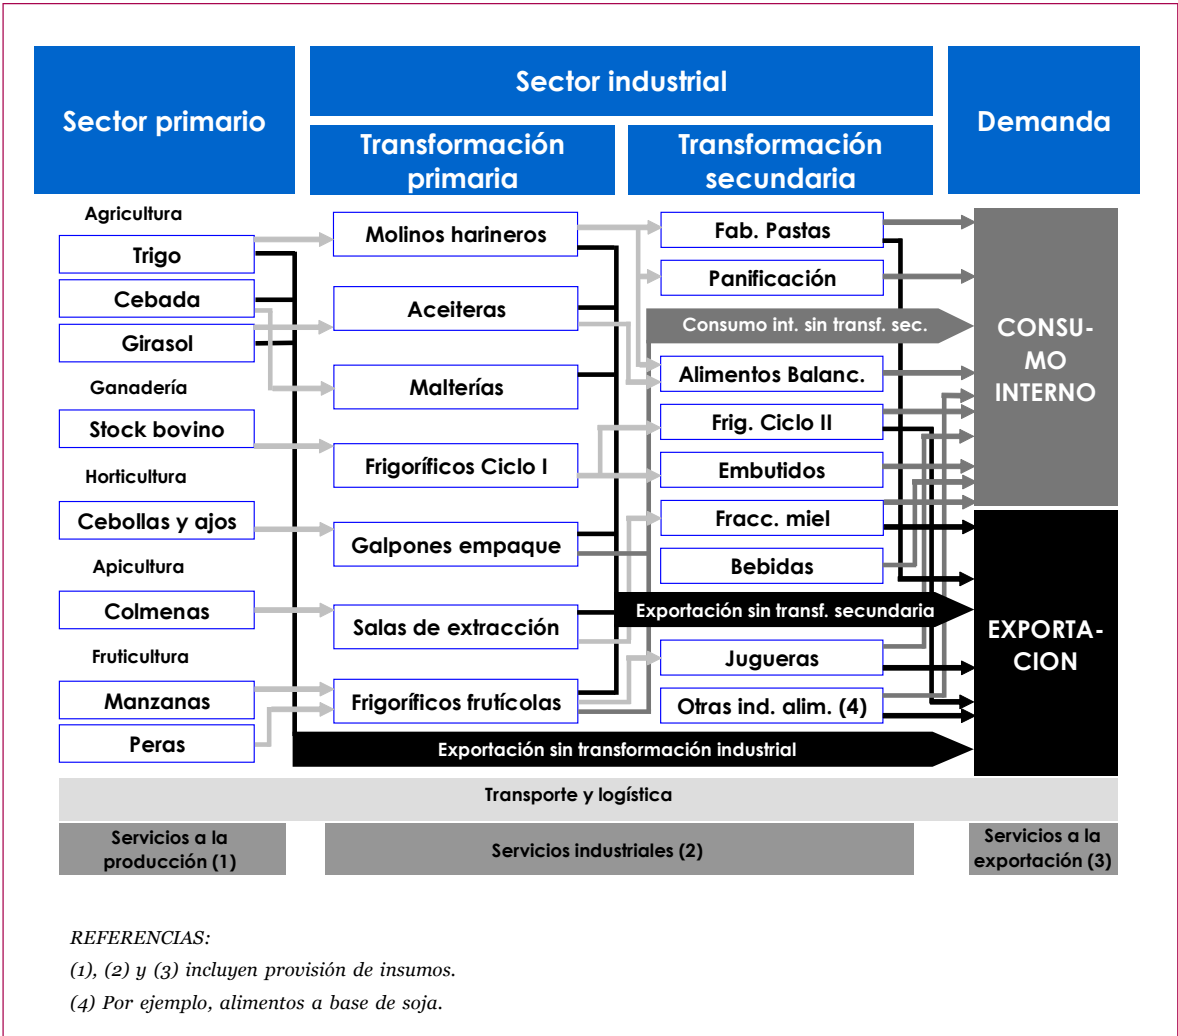 Sector primario
Sector industrial
Demanda
Transformación
primaria
Transformación
secundaria
Agricultura
Trigo
Cebada
Girasol
Ganadería
Stock bovino
Horticultura
Cebollas y ajos
Apicultura
Colmenas
Fruticultura
Manzanas
Peras
Molinos harineros
Aceiteras
Malterías
Frigoríficos Ciclo I
Galpones empaque
Salas de extracción
Frigoríficos frutícolas
Fab. Pastas
Panificación
Consumo int. sin transf. sec.
Alimentos Balanc.
Frig. Ciclo II
Embutidos
Fracc. miel
Bebidas
Exportación sin transf. secundaria
Jugueras
Otras ind. alim. (4)
Exportación sin transformación industrial
CONSU-
MO
INTERNO
EXPORTA-
CION
Transporte y logística
Servicios a la
producción (1)
Servicios industriales (2)
Servicios a la
exportación (3)
REFERENCIAS:
(1), (2) y (3) incluyen provisión de insumos.
(4) Por ejemplo, alimentos a base de soja.